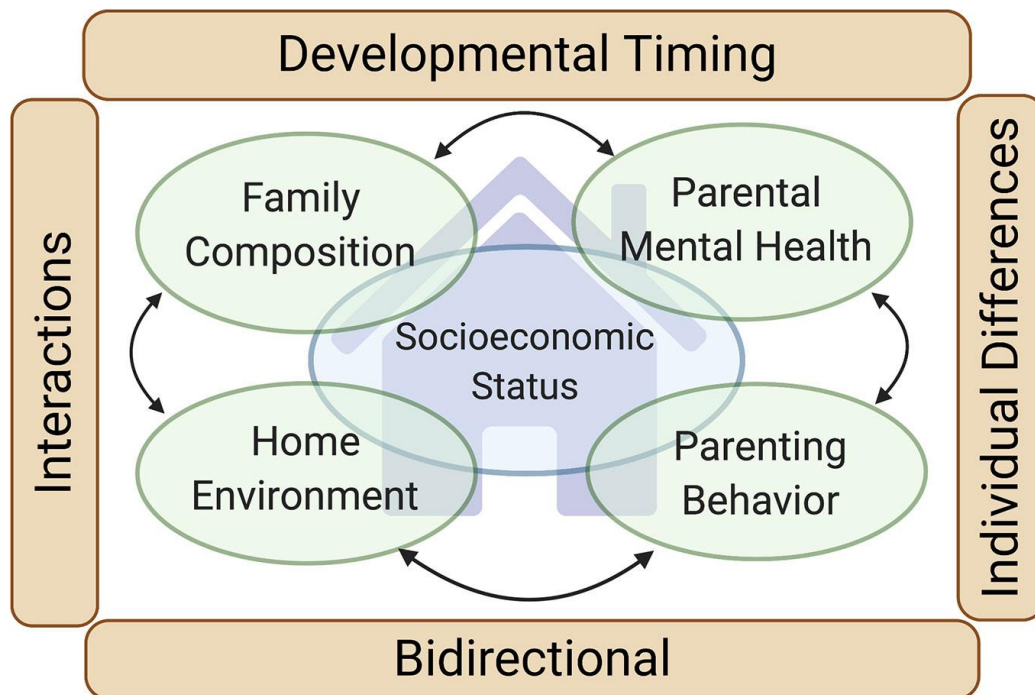 Developmental Timing
Family
Composition
Parental
Mental Health
Interactions
Socioeconomic
Status
Individual Differences
Home
Environment
Parenting
Behavior
Bidirectional